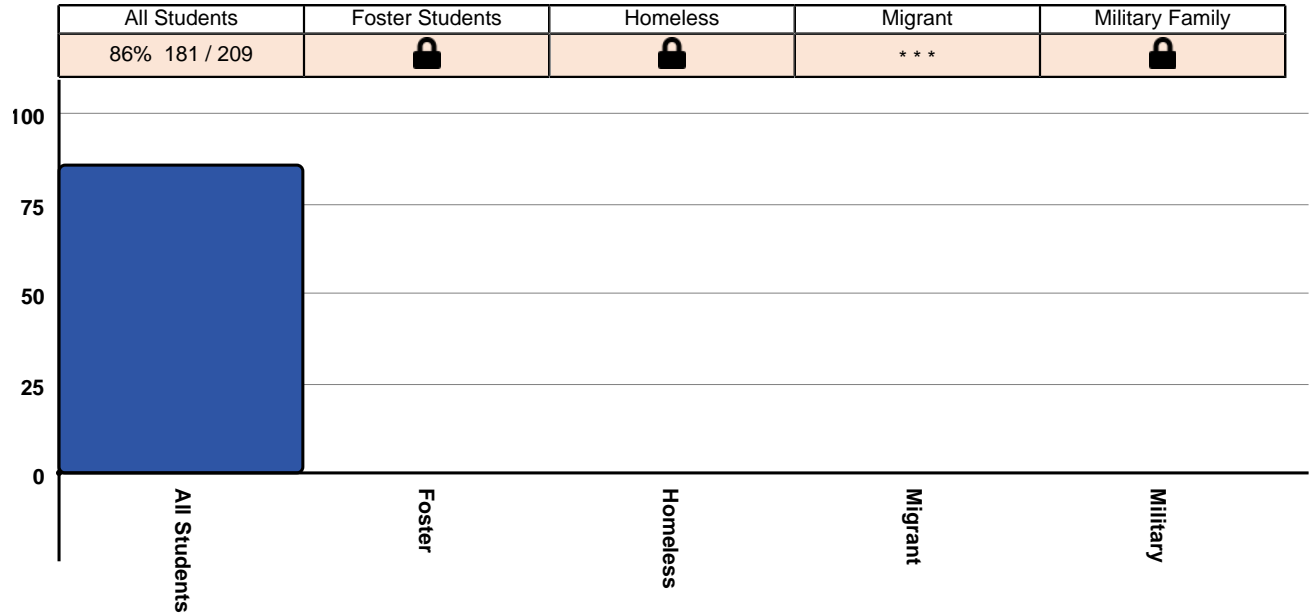 All Students Foster Students Homeless Migrant Military Family
86% 181 / 209 * * *
100
75
50
25
0
All Students
Foster
Homeless
Migrant
Military